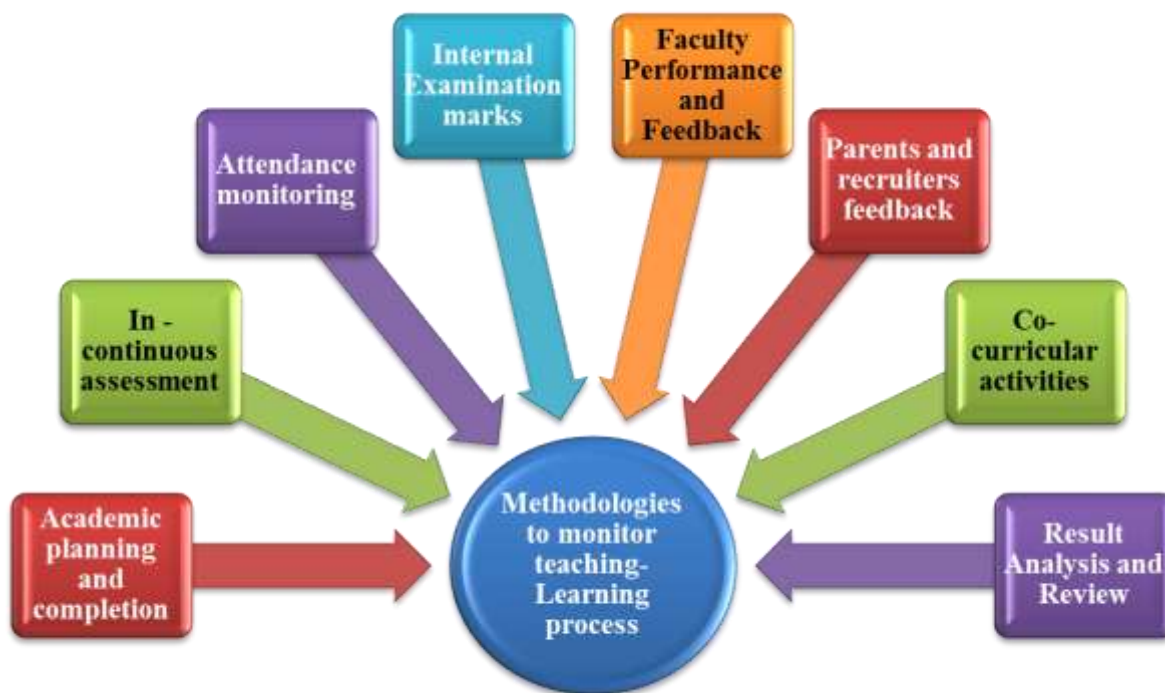 Internal
Examination
marks
Faculty
Performance
and
Feedback
Attendance
monitoring
Parents and
recruiters
feedback
In -
continuous
assessment
Co-
curricular
activities
Academic
planning
and
completion
Methodologies
to monitor
teaching-
Learning
process
Result
Analysis and
Review